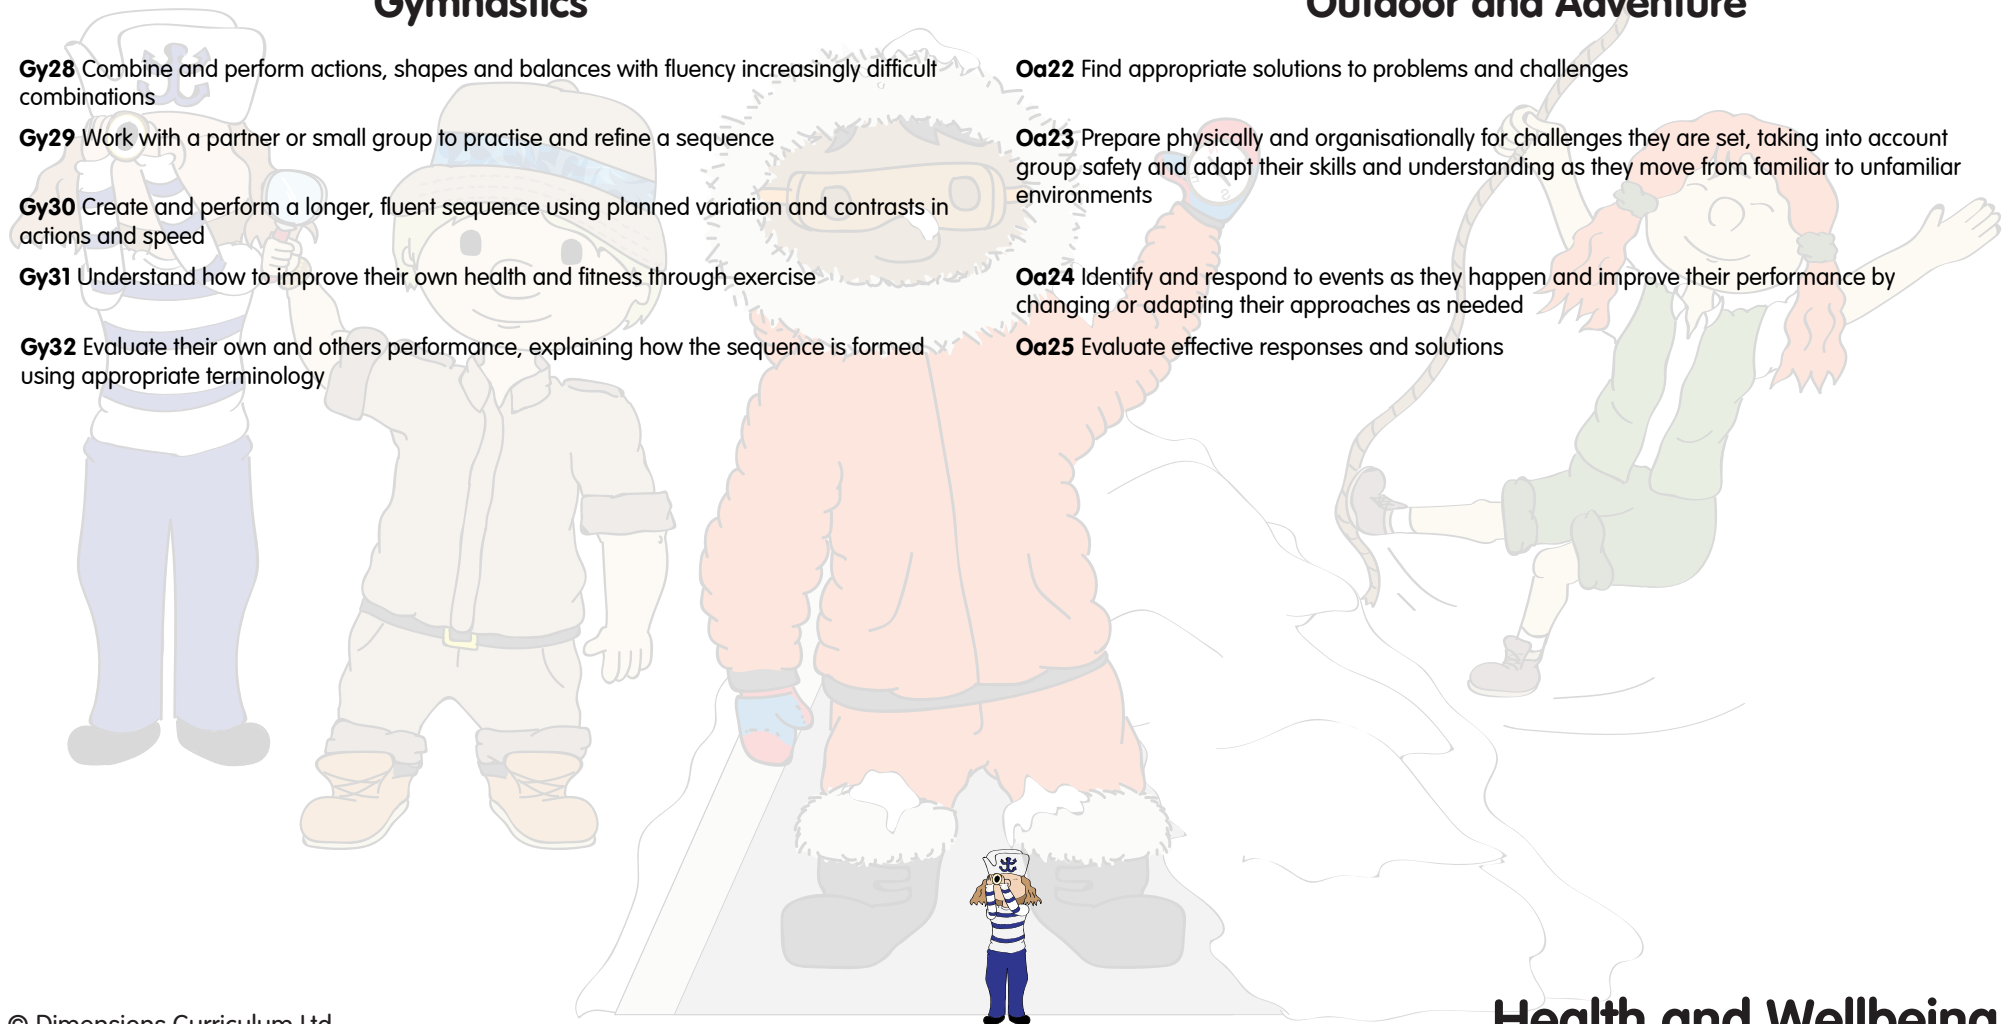 Gymnastics
Gy28 Combine and perform actions, shapes and balances with fluency increasingly difficult
combinations
Gy29 Work with a partner or small group to practise and refine a sequence
Gy30 Create and perform a longer, fluent sequence using planned variation and contrasts in
actions and speed
Gy31 Understand how to improve their own health and fitness through exercise
Gy32 Evaluate their own and others performance, explaining how the sequence is formed
using appropriate terminology
Outdoor and Adventure
Oa22 Find appropriate solutions to problems and challenges
Oa23 Prepare physically and organisationally for challenges they are set, taking into account
group safety and adapt their skills and understanding as they move from familiar to unfamiliar
environments
Oa24 Identify and respond to events as they happen and improve their performance by
changing or adapting their approaches as needed
Oa25 Evaluate effective responses and solutions
© Dimensions Curriculum Ltd
Health and Wellbeing